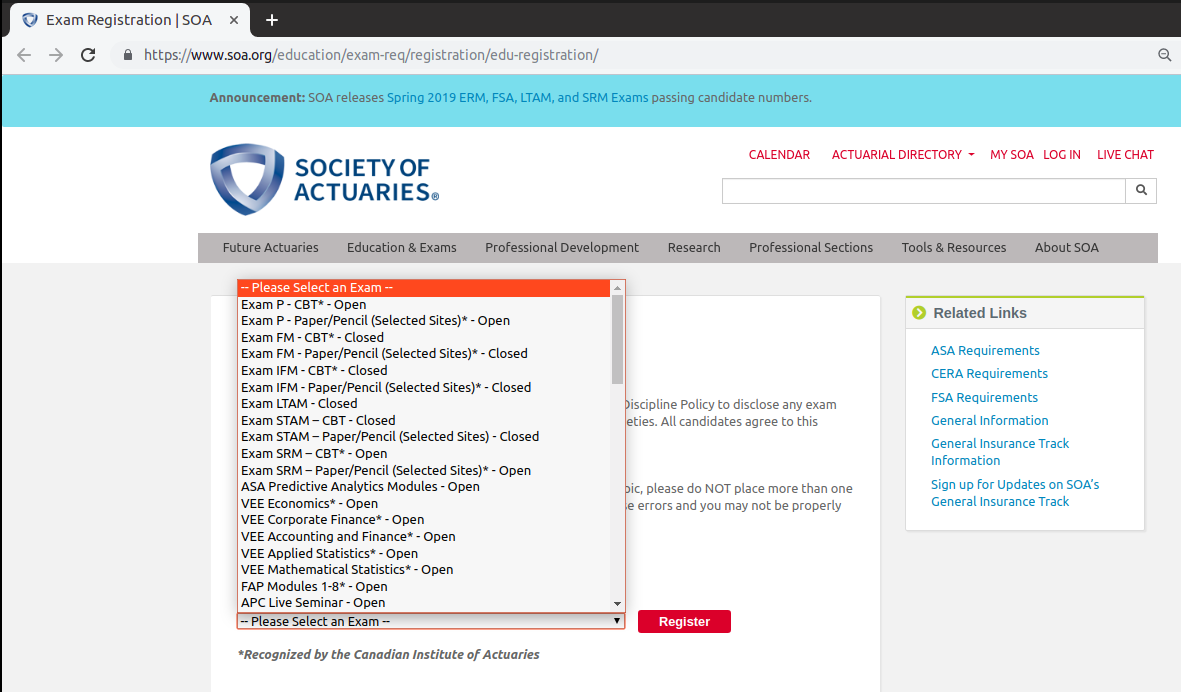 Exam Registration | SOA
https://www.soa.org/education/exam-req/registration/edu-registration/
Announcement: SOA releases Spring 2019 ERM, FSA, LTAM, and SRM Exams passing candidate numbers.
SOCIETY OF
ACTUARIES®
CALENDAR ACTUARIAL DIRECTORY MY SOA LOG IN LIVE CHAT
Future Actuaries Education & Exams Professional Development Research Professional Sections Tools & Resources About SOA
-- Please Select an Exam --
Exam P - CBT* - Open
Exam P - Paper/Pencil (Selected Sites)* - Open
Exam FM - CBT* - Closed
Exam FM - Paper/Pencil (Selected Sites)* - Closed
Exam IFM - CBT* - Closed
Exam IFM - Paper/Pencil (Selected Sites)* - Closed
Exam LTAM - Closed
Exam STAM – CBT - Closed
Exam STAM – Paper/Pencil (Selected Sites) - Closed
Exam SRM – CBT* - Open
Exam SRM – Paper/Pencil (Selected Sites)* - Open
ASA Predictive Analytics Modules - Open
VEE Economics* - Open
VEE Corporate Finance* - Open
VEE Accounting and Finance* - Open
VEE Applied Statistics* - Open
VEE Mathematical Statistics* - Open
FAP Modules 1-8* - Open
APC Live Seminar - Open
-- Please Select an Exam --
Register
*Recognized by the Canadian Institute of Actuaries
Discipline Policy to disclose any exam
All candidates agree to this
please do NOT place more than one
errors and you may not be properly
Related Links
ASA Requirements
CERA Requirements
FSA Requirements
General Information
General Insurance Track
Information
Sign up for Updates on SOA's
General Insurance Track